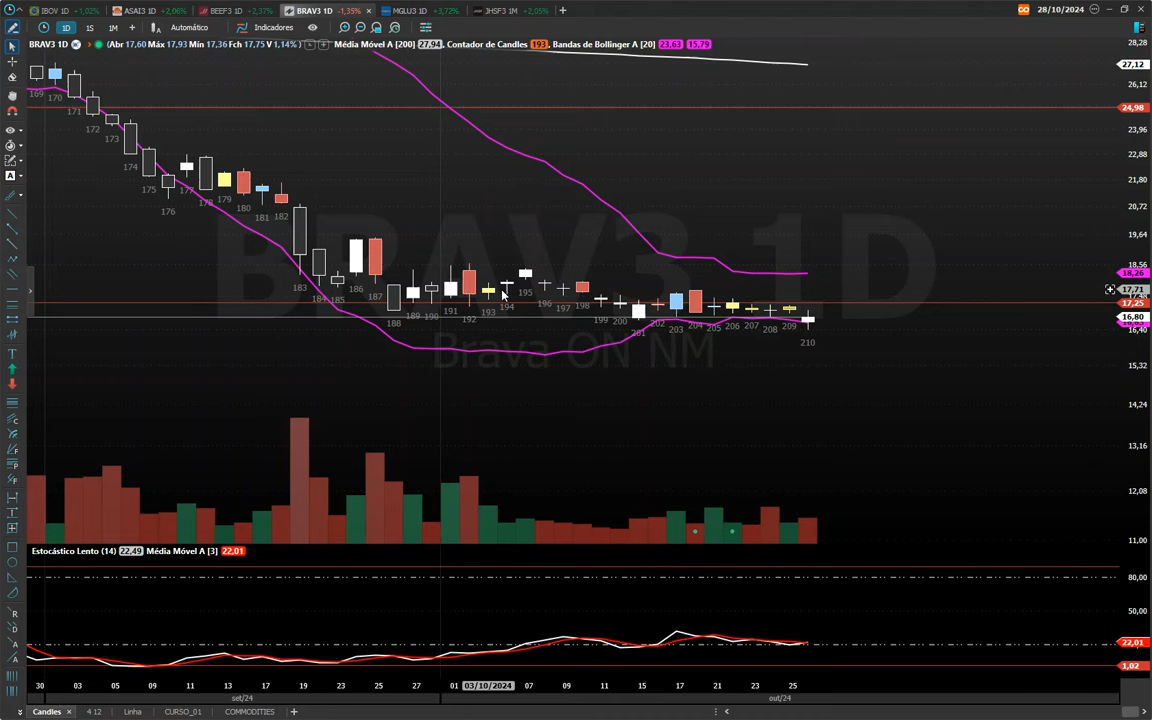 IBOV 1D +1,02% ASAI3 1D +2,06% BEEF3 1D +2,37% BRAV3 1D -1,35% MGLU3 1D +3,72% JHSF3 1M +2,05% 28/10/2024
1D 1S 1M Automático Indicadores
BRAV3 1D (Abr 17,60 Máx 17,93 Mín 17,36 Fch 17,75 V 1,14%) Média Móvel A [200] 27,94 Contador de Candles 193 Bandas de Bollinger A [20] 23,63 15,79
28,28
27,12
26,12
24,98
23,96
22,88
21,80
20,72
19,64
18,56
18,26
17,71
17,25
16,80
16,40
15,32
14,24
13,16
12,08
11,00
169 170 171 172 173 174 175 176 177 178 179 180 181 182 183 184 185 186 187 188 189 190 191 192 193 194 195 196 197 198 199 200 201 202 203 204 205 206 207 208 209 210
BRAV3 1D
Brava ON NM
Estocástico Lento (14) 22,49 Média Móvel A [3] 22,01
80,00
50,00
22,01
1,02
30 03 05 09 11 13 17 19 23 25 27 01 03/10/2024 07 09 11 15 17 21 23 25
set/24 out/24
Candles 4 12 Linha CURSO_01 COMMODITIES